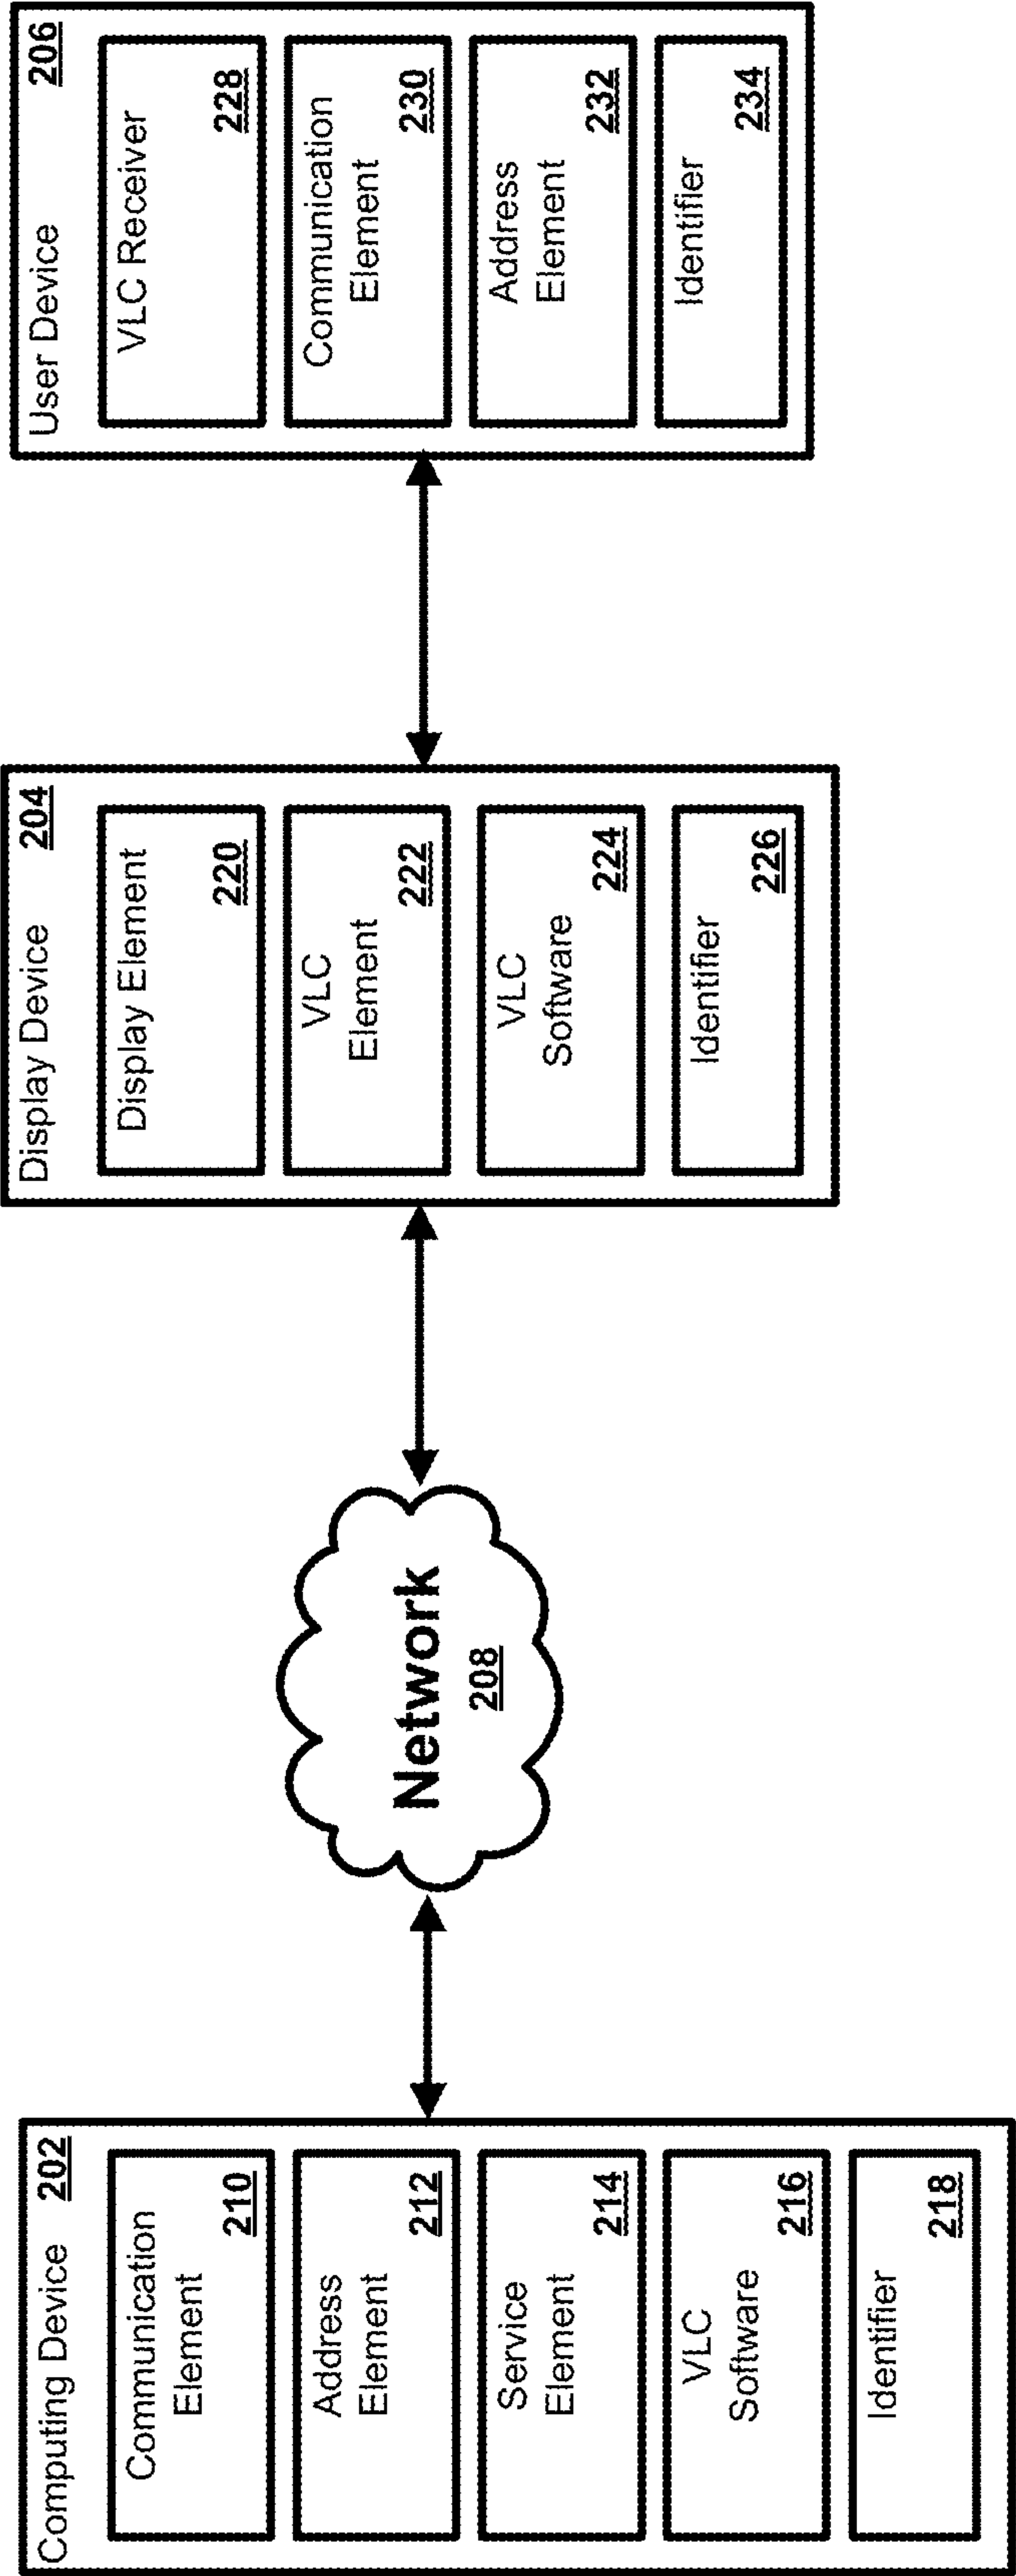 Computing Device 202
Communication
Element
210
Address
Element
212
Service
Element
214
VLC
Software
216
Identifier
218
Network
208
Display Device 204
Display Element
220
VLC
Element
222
VLC
Software
224
Identifier
226
User Device 206
VLC Receiver
228
Communication
Element
230
Address
Element
232
Identifier
234